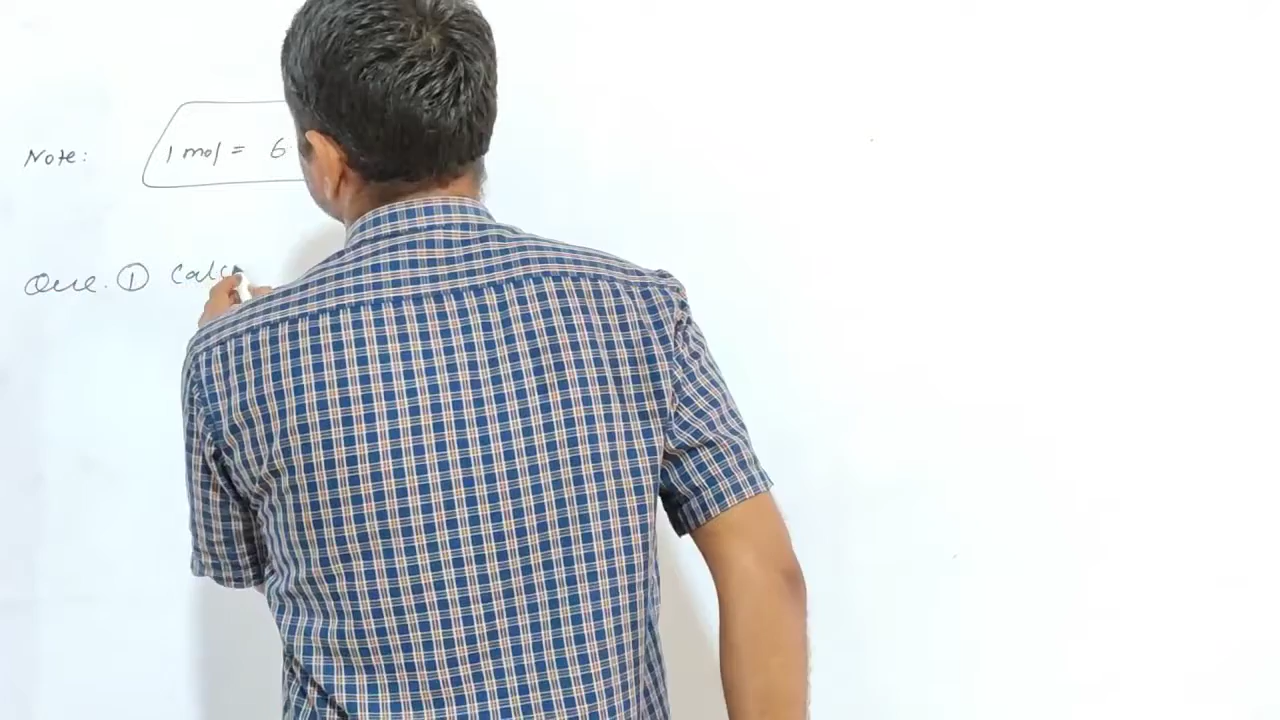 Note: 1 mol = 6.
Que. ① calc